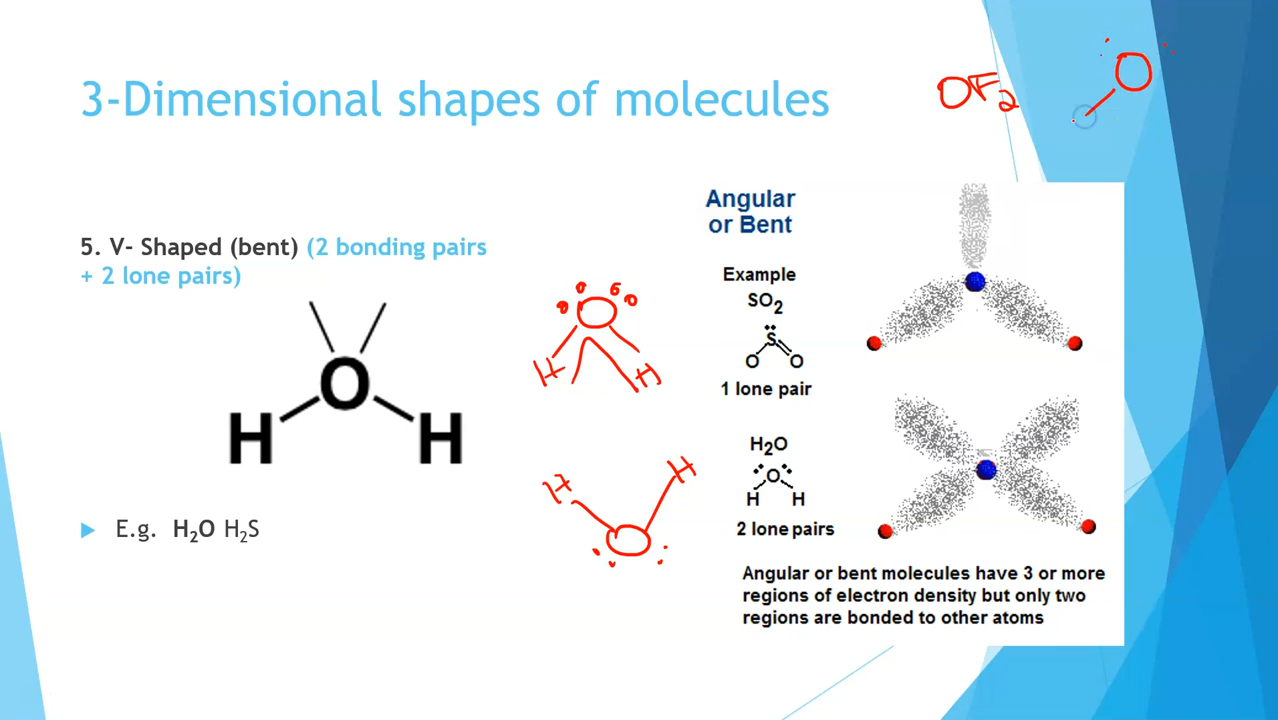 3-Dimensional shapes of molecules
OF2
O
5. V- Shaped (bent) (2 bonding pairs
+ 2 lone pairs)
O
H H
E.g. H2O H2S
H H
H H
O
Angular
or Bent
Example
SO2
S
O O
1 lone pair
H2O
O
H H
2 lone pairs
Angular or bent molecules have 3 or more
regions of electron density but only two
regions are bonded to other atoms